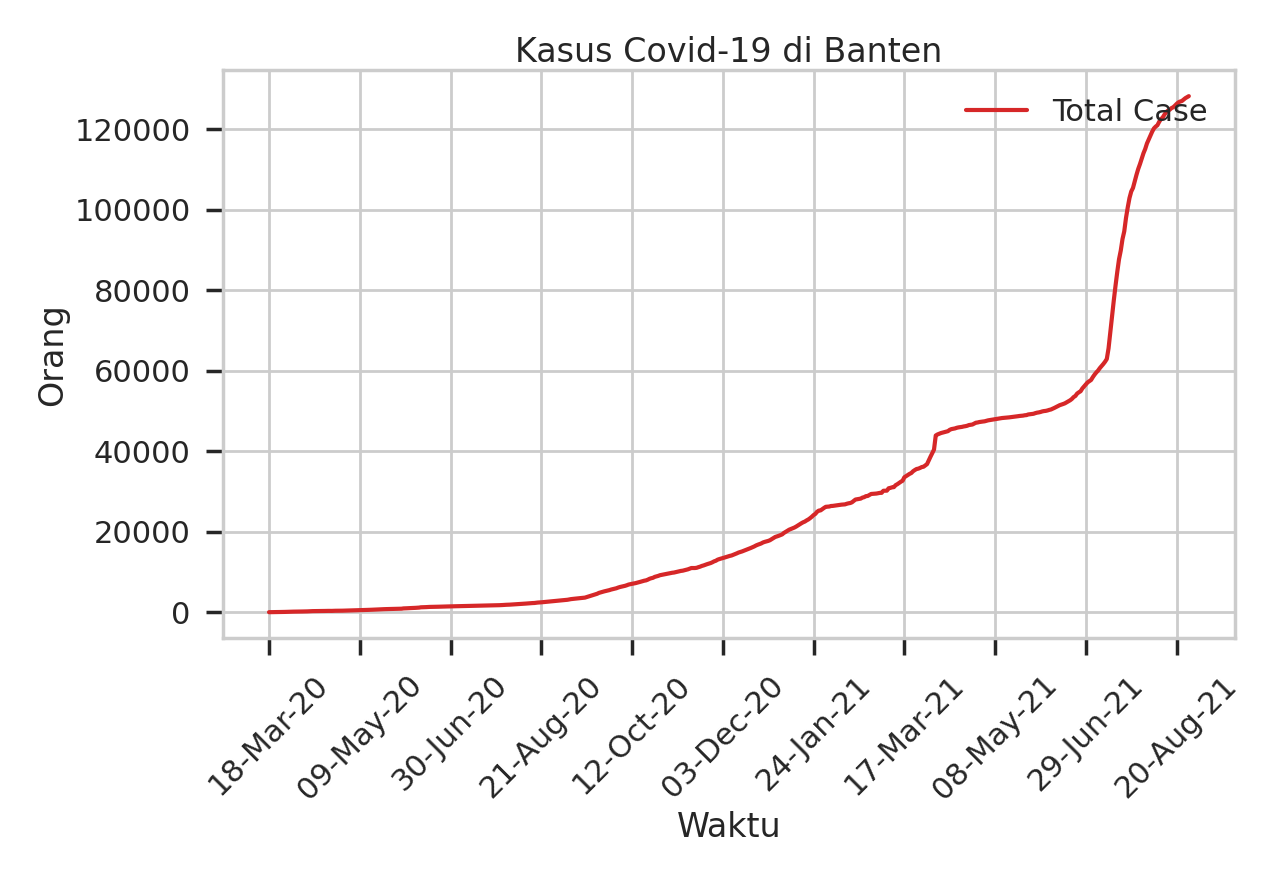 Kasus Covid-19 di Banten
Total Case
Orang
120000
100000
80000
60000
40000
20000
0
18-Mar-20
09-May-20
30-Jun-20
21-Aug-20
12-Oct-20
03-Dec-20
24-Jan-21
17-Mar-21
08-May-21
29-Jun-21
20-Aug-21
Waktu